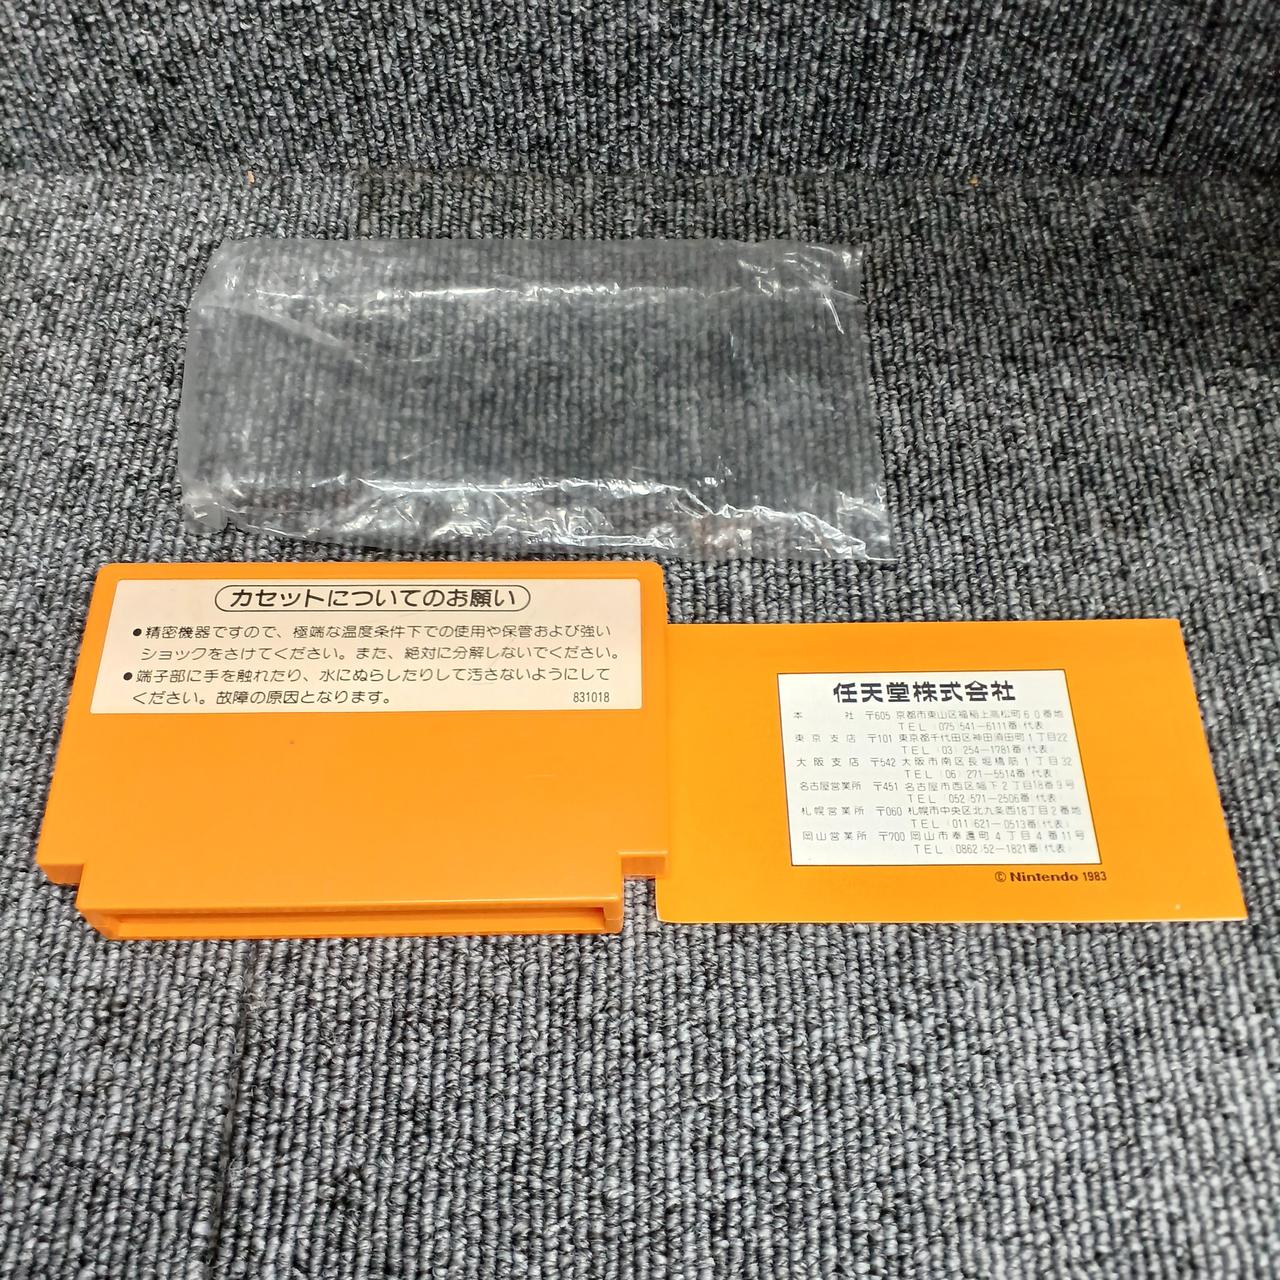 カセットについてのお願い
●精密機器ですので、極端な温度条件下での使用や保管および強い
ショックをさけてください。また、絶対に分解しないでください。
●端子部に手を触れたり、水にぬらしたりして汚さないようにして
ください。故障の原因となります。
831018
任天堂株式会社
本 社 〒605 京都市東山区福稲上高松町60番地
TEL (075)541-6111番(代表)
東京支店 〒101 東京都千代田区神田須田町1丁目22
TEL (03) 254-1781番(代表)
大阪支店 〒542 大阪市南区長堀橋筋1丁目32
TEL (06) 271-5514番(代表)
名古屋営業所 〒451 名古屋市西区幅下2丁目18番9号
TEL (052)571-2506番(代表)
札幌営業所 〒060 札幌市中央区北九条西18丁目2番地
TEL (011)621-0513番(代表)
岡山営業所 〒700 岡山市奉還町4丁目4番11号
TEL (0862)52-1821番(代表)
© Nintendo 1983